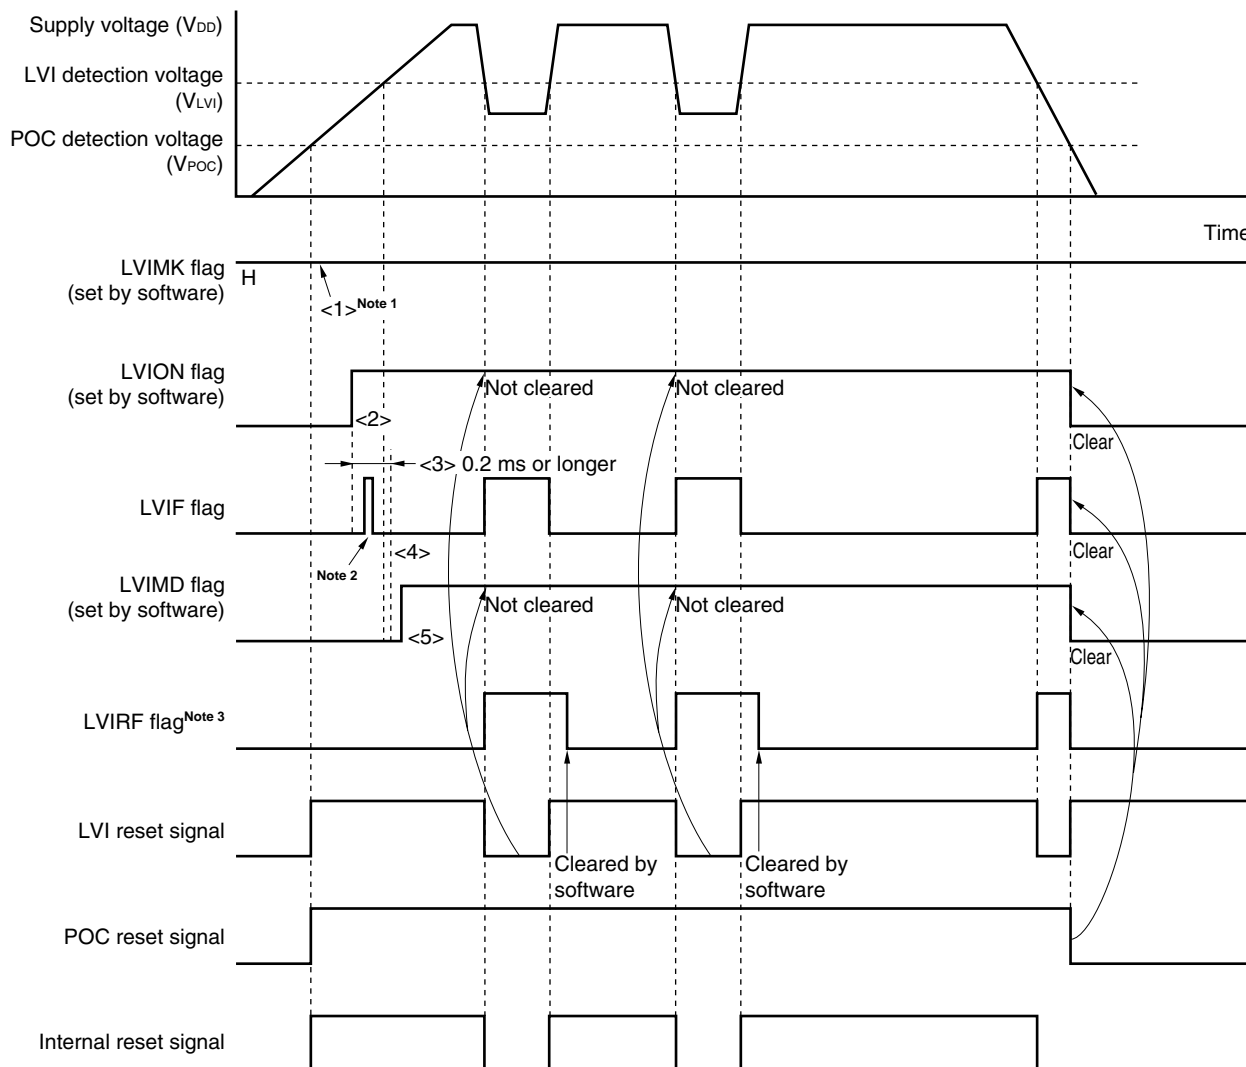 Supply voltage (VDD)
LVI detection voltage
(VLVI)
POC detection voltage
(VPOC)
Time
LVIMK flag
(set by software)
H
<1>Note 1
LVION flag
(set by software)
Not cleared
Not cleared
<2>
Clear
<3> 0.2 ms or longer
LVIF flag
Note 2
<4>
Clear
LVIMD flag
(set by software)
Not cleared
Not cleared
<5>
Clear
LVIRF flagNote 3
LVI reset signal
Cleared by
software
Cleared by
software
POC reset signal
Internal reset signal